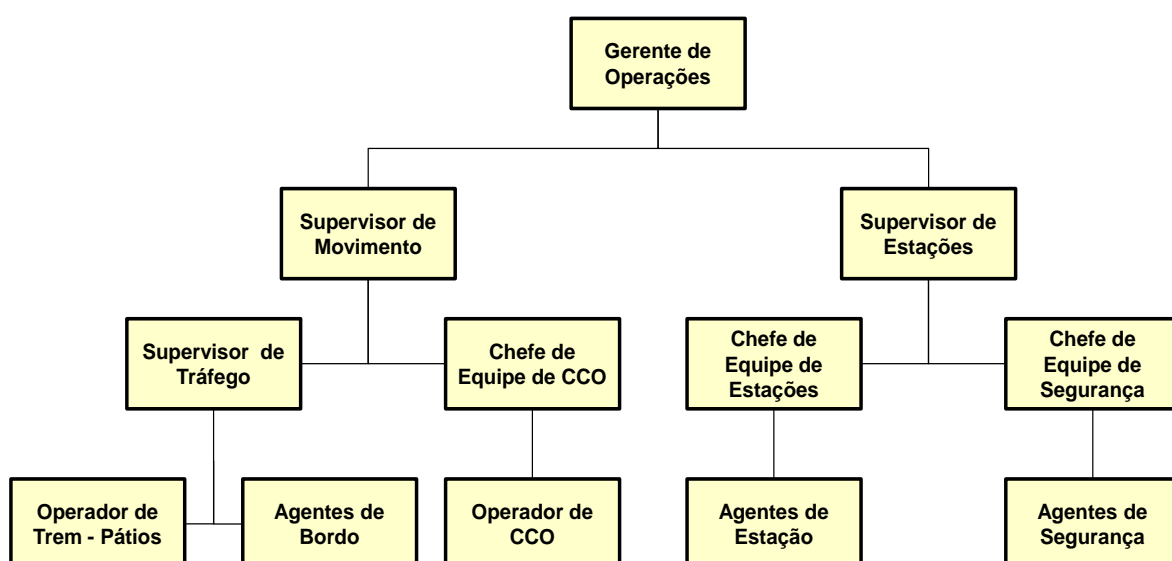 Gerente de
Operações
Supervisor de
Movimento
Supervisor de
Estações
Supervisor de
Tráfego
Chefe de
Equipe de CCO
Chefe de
Equipe de
Estações
Chefe de
Equipe de
Segurança
Operador de
Trem - Pátios
Agentes de
Bordo
Operador de
CCO
Agentes de
Estação
Agentes de
Segurança